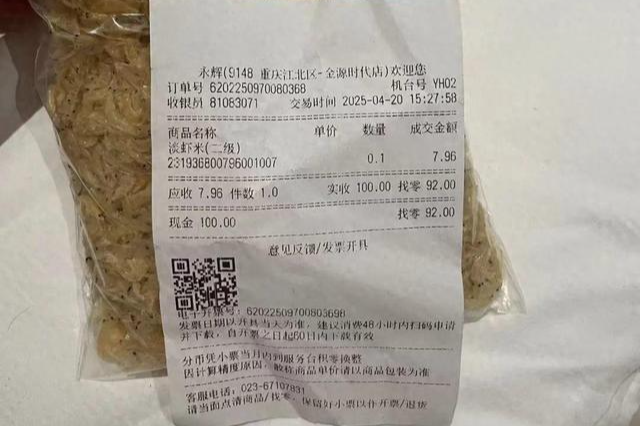 永辉(9148 重庆江北区-金源时代店)欢迎您
订单号 6202250970080368 机台号 YH02
收银员 81083071 交易时间 2025-04-20 15:27:58
商品名称 单价 数量 成交金额
淡虾米(二级)
231936800796001007 0.1 7.96
应收 7.96 件数 1.0 实收 100.00 找零 92.00
找零 92.00
现金 100.00
意见反馈/发票开具
电子开票号: 62022509700803698
发票日期以开具当天为准, 建议消费48小时内扫码申请
并下载, 自开票之日起60日内下载有效
分币凭小票当月内到服务台积零换整
因计算精度原因, 散称商品单价请以商品包装为准
客服电话: 023-67107831
请当面点清商品/找零, 保留好小票以作开票/退货